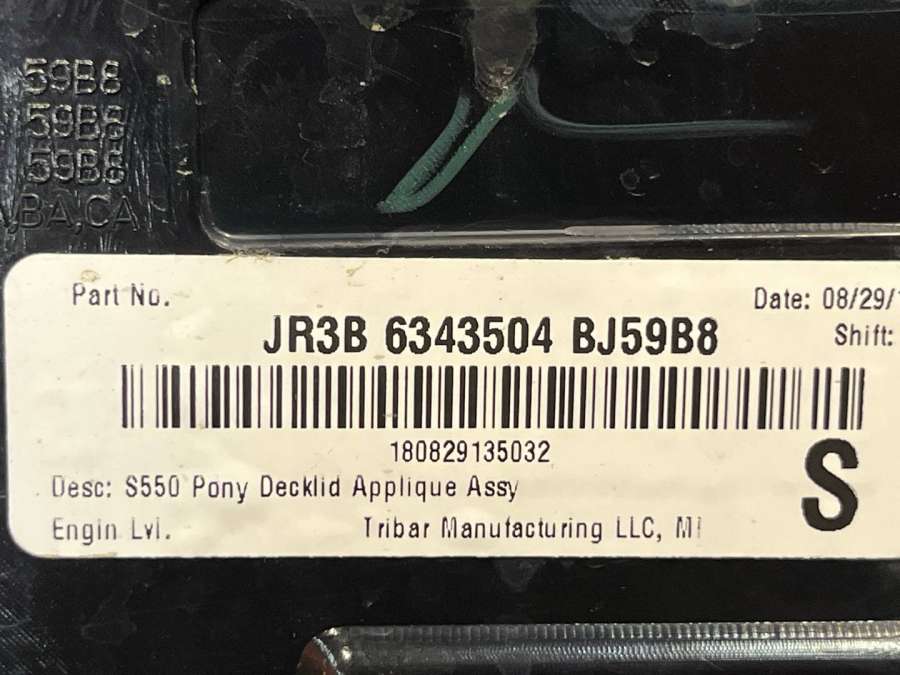 59B8
59B8
59B8
,BA,CA
Part No.
Date: 08/29/
JR3B 6343504 BJ59B8
Shift:
180829135032
Desc: S550 Pony Decklid Applique Assy
S
Engin Lvl.
Tribar Manufacturing LLC, MI